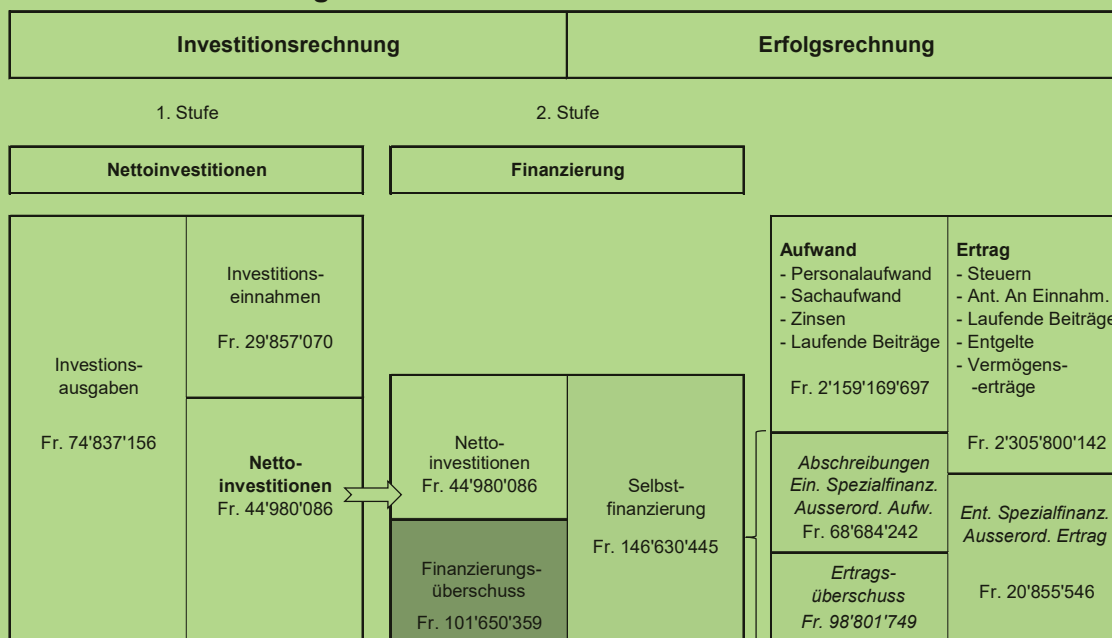 Investitionsrechnung
Erfolgsrechnung
1. Stufe
2. Stufe
Nettoinvestitionen
Finanzierung
Investions-
ausgaben
Fr. 74'837'156
Investitions-
einnahmen
Fr. 29'857'070
Netto-
investitionen
Fr. 44'980'086
Netto-
investitionen
Fr. 44'980'086
Finanzierungs-
überschuss
Fr. 101'650'359
Selbst-
finanzierung
Fr. 146'630'445
Aufwand
- Personalaufwand
- Sachaufwand
- Zinsen
- Laufende Beiträge
Fr. 2'159'169'697
Abschreibungen
Ein. Spezialfinanz.
Ausserord. Aufw.
Fr. 68'684'242
Ertrags-
überschuss
Fr. 98'801'749
Ertrag
- Steuern
- Ant. An Einnahm.
- Laufende Beiträge
- Entgelte
- Vermögens-
-erträge
Fr. 2'305'800'142
Ent. Spezialfinanz.
Ausserord. Ertrag
Fr. 20'855'546